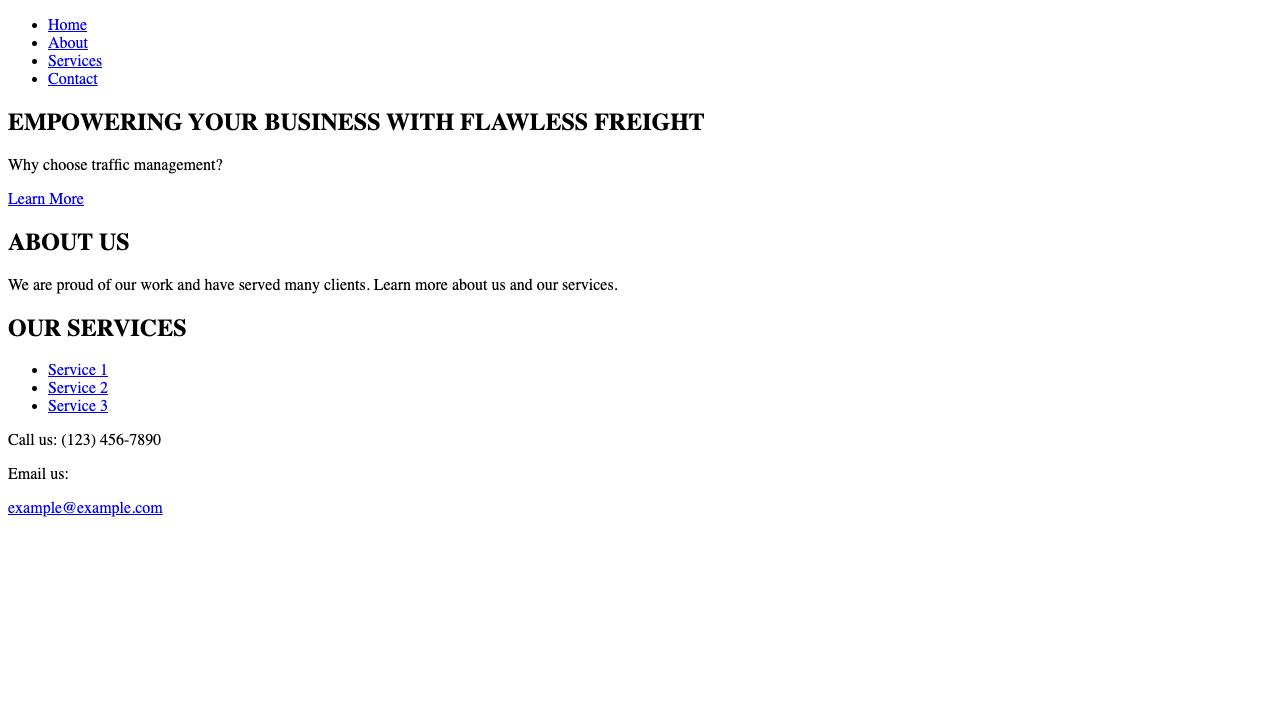 Home
About
Services
Contact
EMPOWERING YOUR BUSINESS WITH FLAWLESS FREIGHT
Why choose traffic management?
Learn More
ABOUT US
We are proud of our work and have served many clients. Learn more about us and our services.
OUR SERVICES
Service 1
Service 2
Service 3
Call us: (123) 456-7890
Email us:
example@example.com